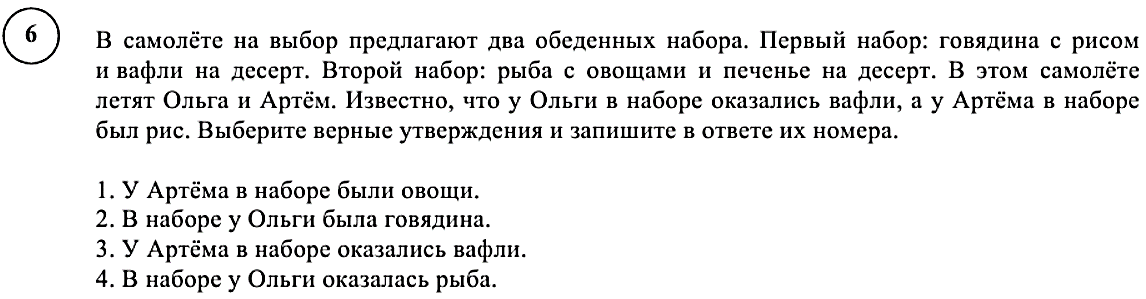 6
В самолёте на выбор предлагают два обеденных набора. Первый набор: говядина с рисом
и вафли на десерт. Второй набор: рыба с овощами и печенье на десерт. В этом самолёте
летят Ольга и Артём. Известно, что у Ольги в наборе оказались вафли, а у Артёма в наборе
был рис. Выберите верные утверждения и запишите в ответе их номера.
1. У Артёма в наборе были овощи.
2. В наборе у Ольги была говядина.
3. У Артёма в наборе оказались вафли.
4. В наборе у Ольги оказалась рыба.